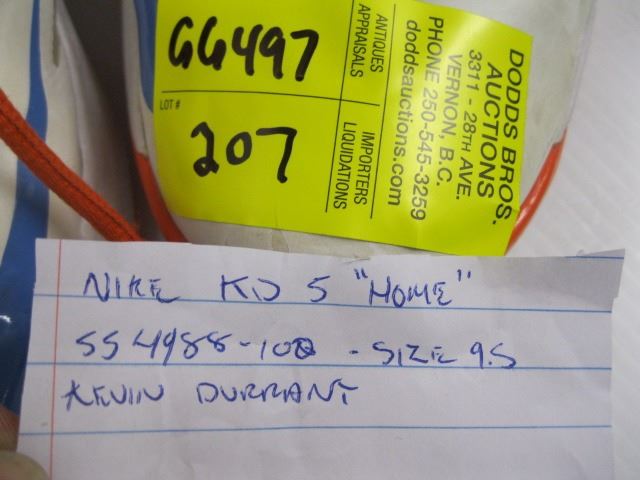 GG497
LOT #
207
ANTIQUES
APPRAISALS
IMPORTERS
LIQUIDATIONS
DODDS BROS.
AUCTIONS
3311 - 28TH AVE.
VERNON, B.C.
PHONE 250-545-3259
doddsauctions.com
NIKE KD 5 "HOME"
554988-100 - SIZE 9.5
KEVIN DURRANT